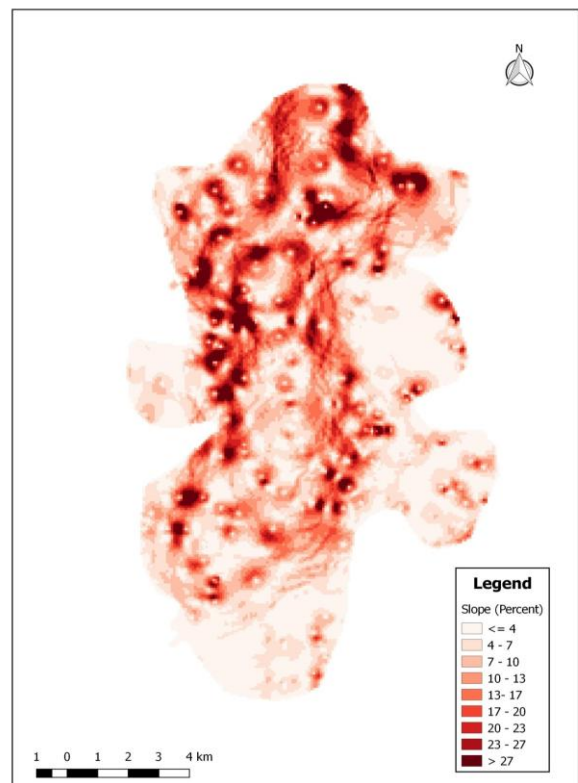 N
Legend
Slope (Percent)
<= 4
4 - 7
7 - 10
10 - 13
13- 17
17 - 20
20 - 23
23 - 27
> 27
1 0 1 2 3 4 km